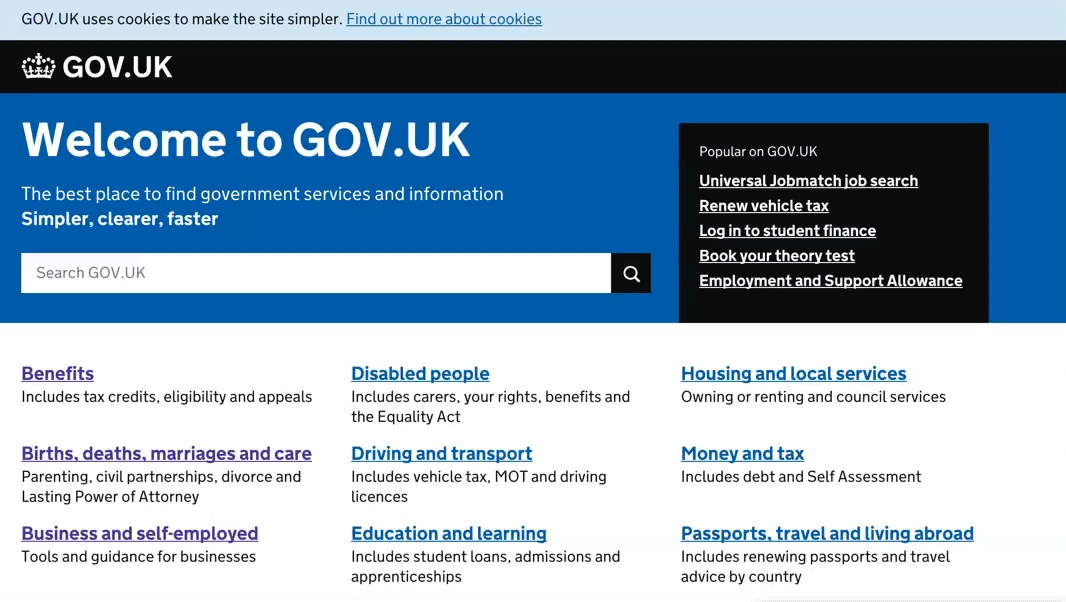 GOV.UK uses cookies to make the site simpler. Find out more about cookies
GOV.UK
Welcome to GOV.UK
The best place to find government services and information
Simpler, clearer, faster
Search GOV.UK
Popular on GOV.UK
Universal Jobmatch job search
Renew vehicle tax
Log in to student finance
Book your theory test
Employment and Support Allowance
Benefits
Includes tax credits, eligibility and appeals
Disabled people
Includes carers, your rights, benefits and
the Equality Act
Housing and local services
Owning or renting and council services
Births, deaths, marriages and care
Parenting, civil partnerships, divorce and
Lasting Power of Attorney
Driving and transport
Includes vehicle tax, MOT and driving
licences
Money and tax
Includes debt and Self Assessment
Business and self-employed
Tools and guidance for businesses
Education and learning
Includes student loans, admissions and
apprenticeships
Passports, travel and living abroad
Includes renewing passports and travel
advice by country